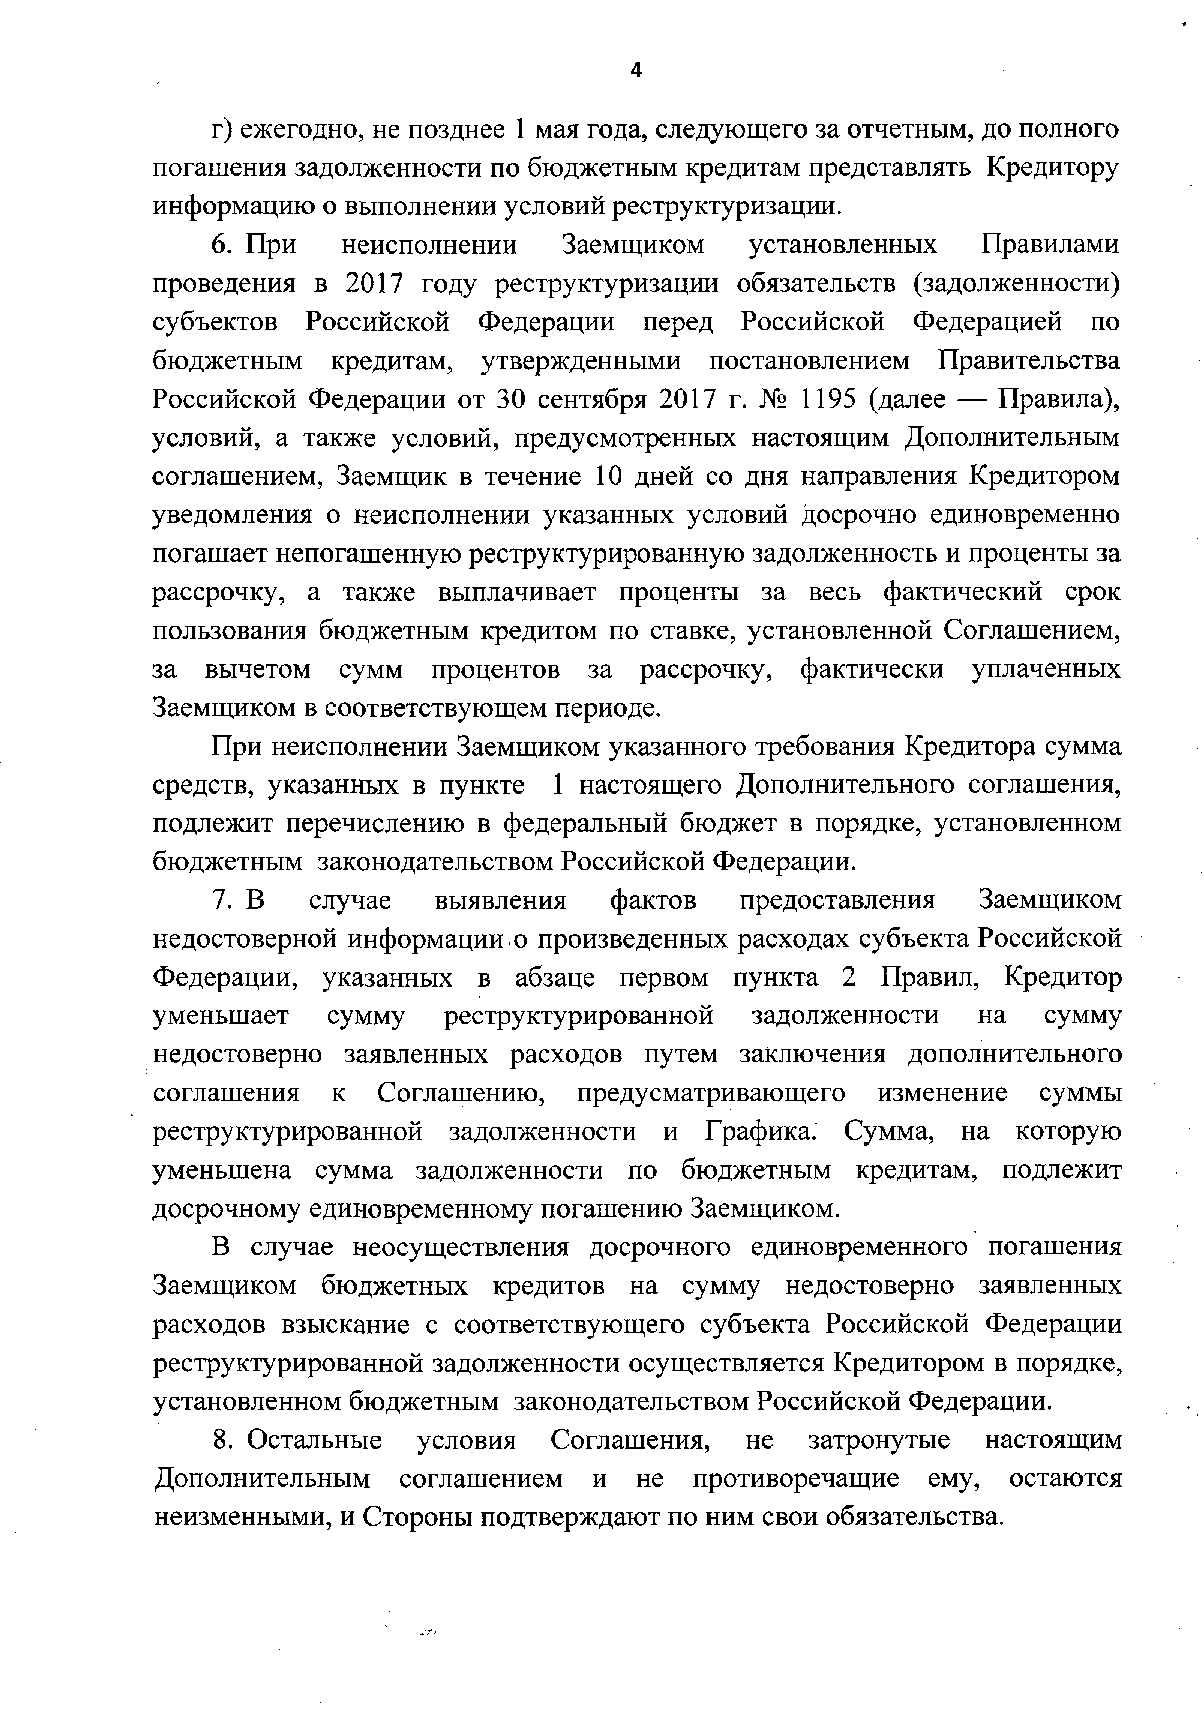 4
г) ежегодно, не позднее 1 мая года, следующего за отчетным, до полного
погашения задолженности по бюджетным кредитам представлять Кредитору
информацию о выполнении условий реструктуризации.
6. При неисполнении Заемщиком установленных Правилами
проведения в 2017 году реструктуризации обязательств (задолженности)
субъектов Российской Федерации перед Российской Федерацией по
бюджетным кредитам, утвержденными постановлением Правительства
Российской Федерации от 30 сентября 2017 г. № 1195 (далее — Правила),
условий, а также условий, предусмотренных настоящим Дополнительным
соглашением, Заемщик в течение 10 дней со дня направления Кредитором
уведомления о неисполнении указанных условий досрочно единовременно
погашает непогашенную реструктурированную задолженность и проценты за
рассрочку, а также выплачивает проценты за весь фактический срок
пользования бюджетным кредитом по ставке, установленной Соглашением,
за вычетом сумм процентов за рассрочку, фактически уплаченных
Заемщиком в соответствующем периоде.
При неисполнении Заемщиком указанного требования Кредитора сумма
средств, указанных в пункте 1 настоящего Дополнительного соглашения,
подлежит перечислению в федеральный бюджет в порядке, установленном
бюджетным законодательством Российской Федерации.
7. В случае выявления фактов предоставления Заемщиком
недостоверной информации о произведенных расходах субъекта Российской
Федерации, указанных в абзаце первом пункта 2 Правил, Кредитор
уменьшает сумму реструктурированной задолженности на сумму
недостоверно заявленных расходов путем заключения дополнительного
соглашения к Соглашению, предусматривающего изменение суммы
реструктурированной задолженности и Графика. Сумма, на которую
уменьшена сумма задолженности по бюджетным кредитам, подлежит
досрочному единовременному погашению Заемщиком.
В случае неосуществления досрочного единовременного погашения
Заемщиком бюджетных кредитов на сумму недостоверно заявленных
расходов взыскание с соответствующего субъекта Российской Федерации
реструктурированной задолженности осуществляется Кредитором в порядке,
установленном бюджетным законодательством Российской Федерации.
8. Остальные условия Соглашения, не затронутые настоящим
Дополнительным соглашением и не противоречащие ему, остаются
неизменными, и Стороны подтверждают по ним свои обязательства.